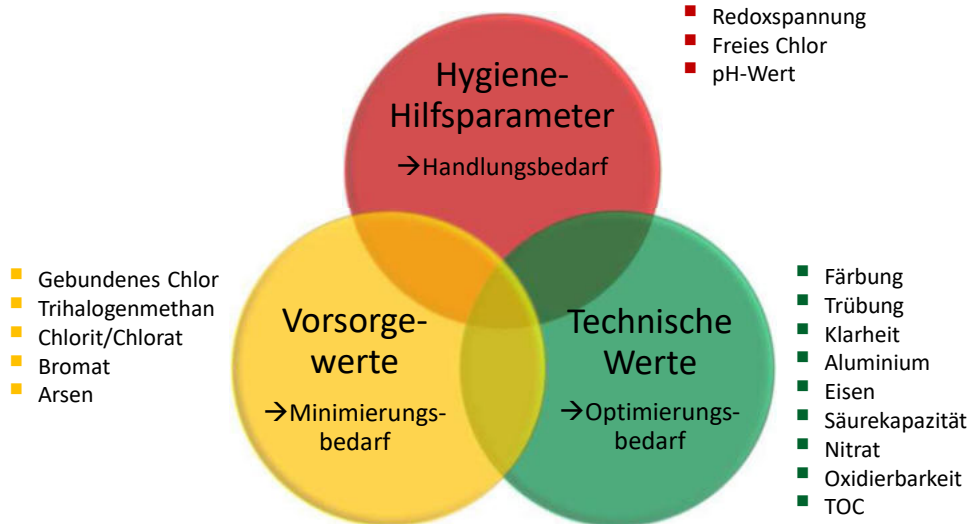 Redoxspannung
Freies Chlor
pH-Wert
Hygiene-
Hilfsparameter
→Handlungsbedarf
Gebundenes Chlor
Trihalogenmethan
Chlorit/Chlorat
Bromat
Arsen
Vorsorge-
werte
→Minimierungs-
bedarf
Technische
Werte
→Optimierungs-
bedarf
Färbung
Trübung
Klarheit
Aluminium
Eisen
Säurekapazität
Nitrat
Oxidierbarkeit
TOC